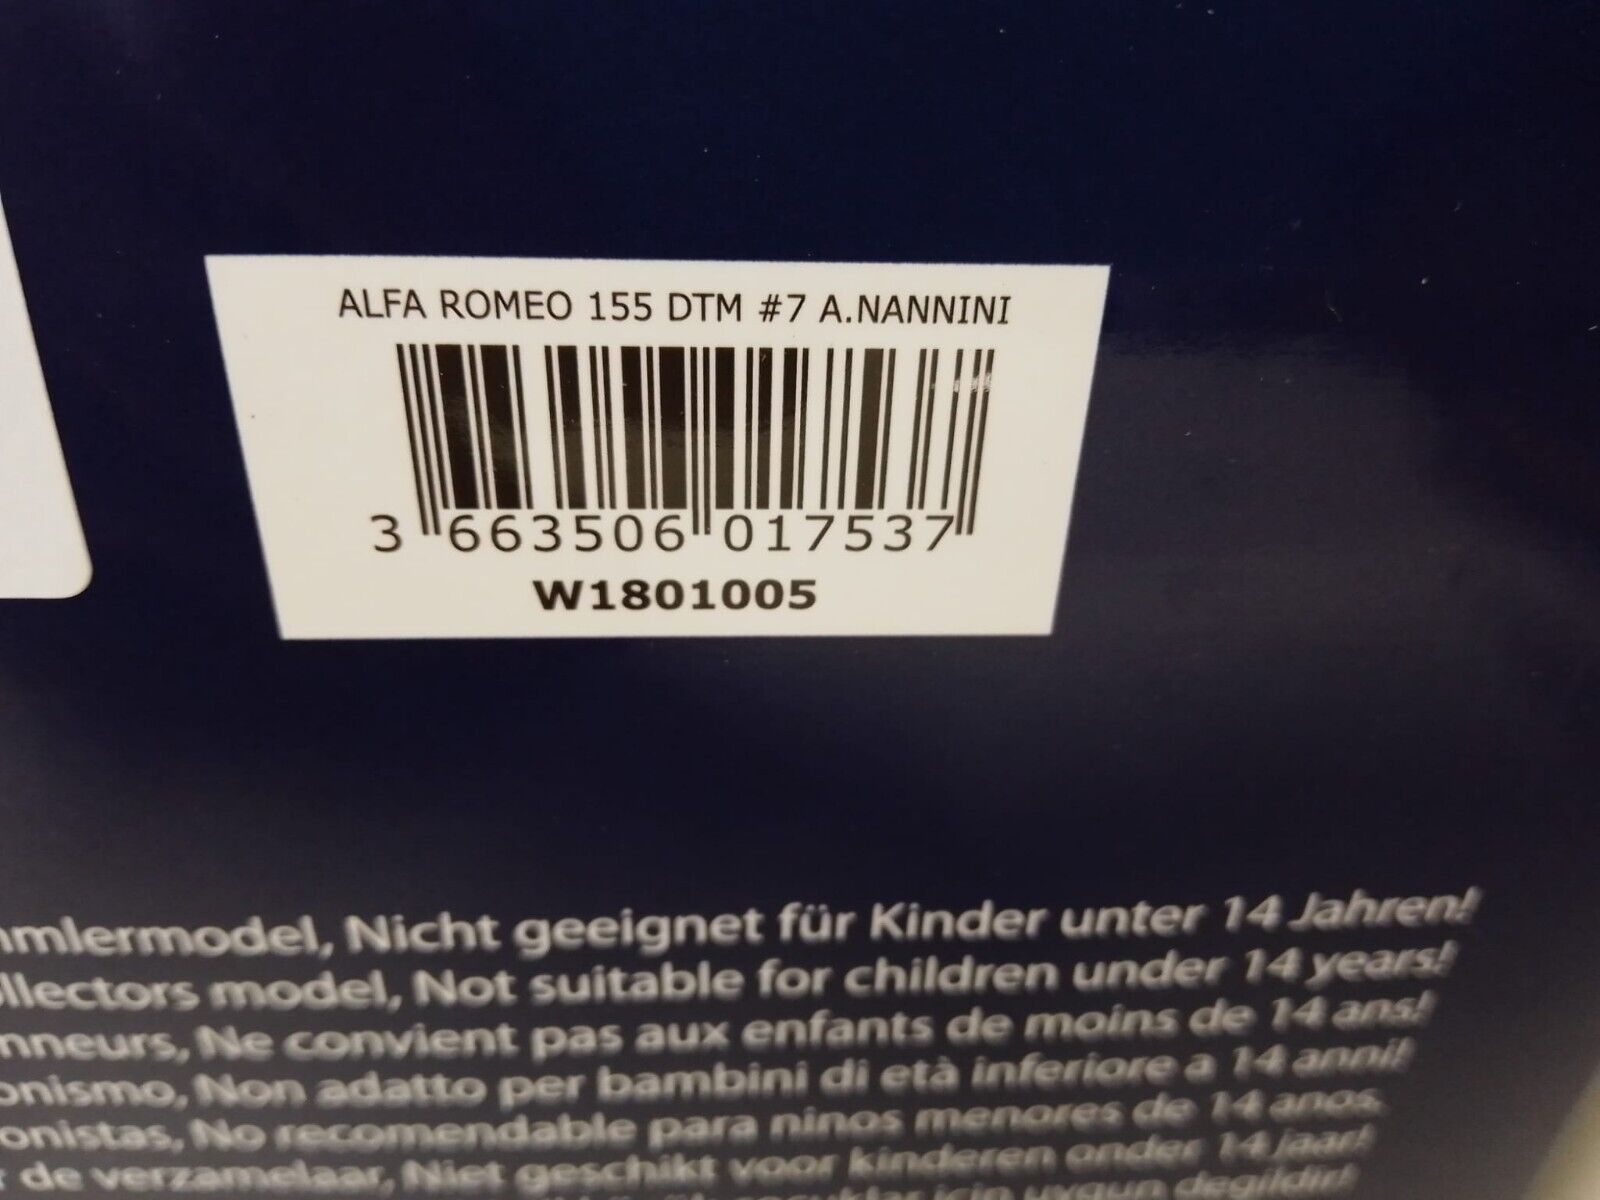 ALFA ROMEO 155 DTM #7 A.NANNINI
3 663506 017537
W1801005
mlermodel, Nicht geeignet für Kinder unter 14 Jahren!
llectors model, Not suitable for children under 14 years!
nneurs, Ne convient pas aux enfants de moins de 14 ans!
onismo, Non adatto per bambini di età inferiore a 14 anni!
onistas, No recomendable para ninos menores de 14 anos.
de verzamelaar, Niet geschikt voor kinderen onder 14 jaar!
için uygun degildir!